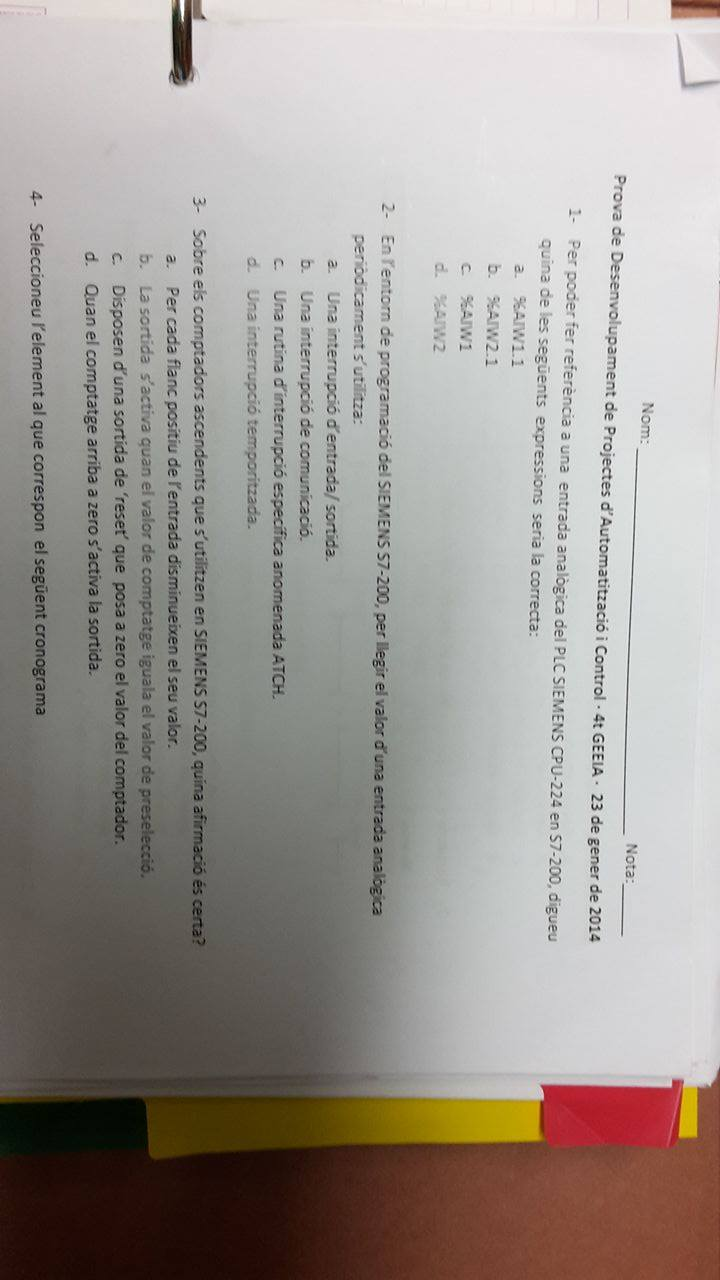 Nom: Nota:
Prova de Desenvolupament de Projectes d'Automatització i Control · 4t GEEIA · 23 de gener de 2014
1- Per poder fer referència a una entrada analògica del PLC SIEMENS CPU-224 en S7-200, digueu
quina de les següents expressions seria la correcta:
a. %AIW1.1
b. %AIW2.1
c. %AIW1
d. %AIW2
2- En l'entorn de programació del SIEMENS S7-200, per llegir el valor d'una entrada analògica
periòdicament s'utilitza:
a. Una interrupció d'entrada/ sortida.
b. Una interrupció de comunicació.
c. Una rutina d'interrupció específica anomenada ATCH.
d. Una interrupció temporitzada.
3- Sobre els comptadors ascendents que s'utilitzen en SIEMENS S7-200, quina afirmació és certa?
a. Per cada flanc positiu de l'entrada disminueixen el seu valor.
b. La sortida s'activa quan el valor de comptatge iguala el valor de preselecció.
c. Disposen d'una sortida de 'reset' que posa a zero el valor del comptador.
d. Quan el comptatge arriba a zero s'activa la sortida.
4- Seleccioneu l'element al que correspon el següent cronograma